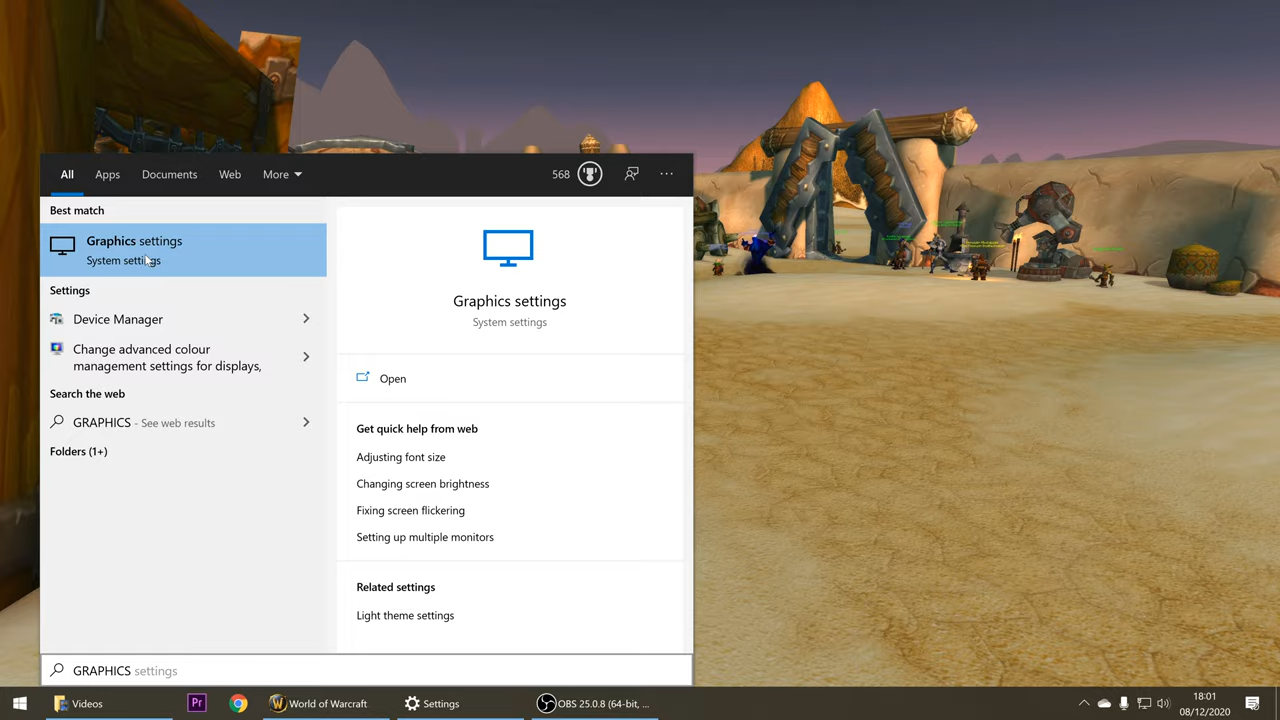 All Apps Documents Web More 568 ...
Best match
Graphics settings
System settings
Settings
Device Manager
Change advanced colour
management settings for displays,
Search the web
GRAPHICS - See web results
Folders (1+)
Graphics settings
System settings
Open
Get quick help from web
Adjusting font size
Changing screen brightness
Fixing screen flickering
Setting up multiple monitors
Related settings
Light theme settings
GRAPHICS settings
Videos Pr World of Warcraft Settings OBS 25.0.8 (64-bit, ...
18:01
08/12/2020